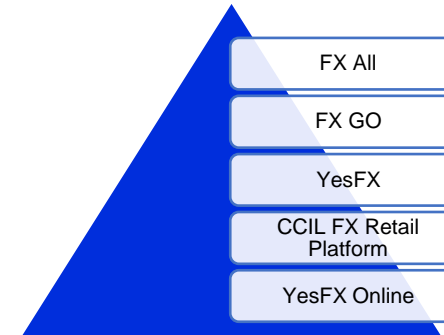 FX All
FX GO
YesFX
CCIL FX Retail
Platform
YesFX Online